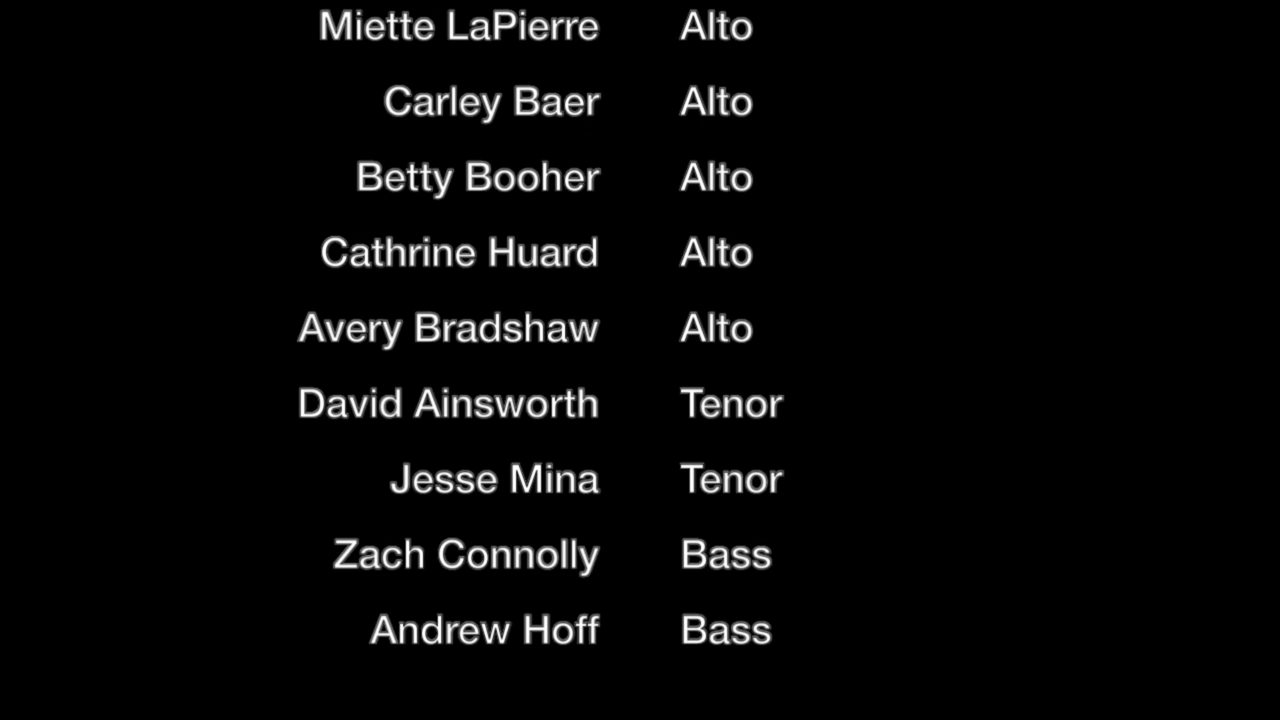 Miette LaPierre Alto
Carley Baer Alto
Betty Booher Alto
Cathrine Huard Alto
Avery Bradshaw Alto
David Ainsworth Tenor
Jesse Mina Tenor
Zach Connolly Bass
Andrew Hoff Bass